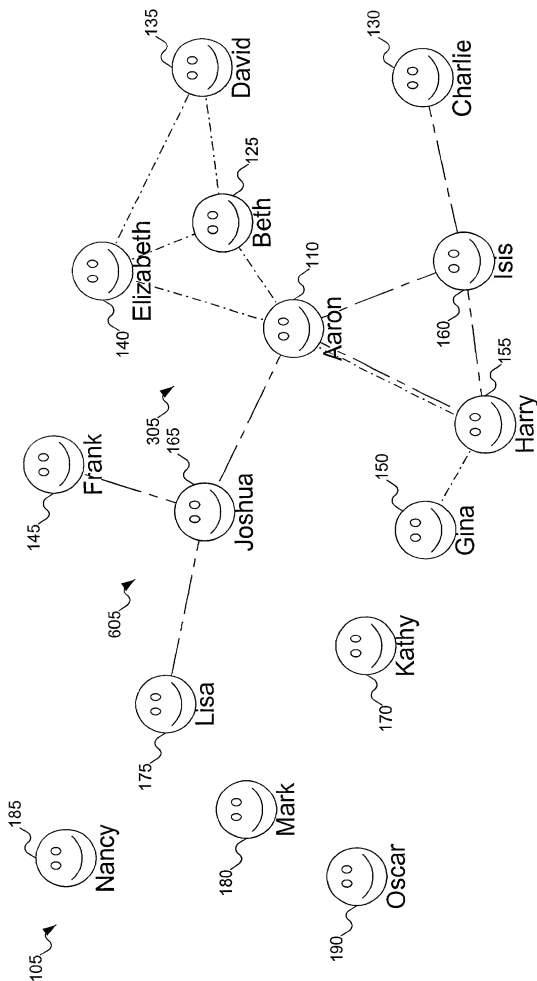 135
David
130
Charlie
125
Beth
Elizabeth
140
110
Aaron
Isis
160
155
Harry
305
165
Joshua
Frank
145
150
Gina
605
Kathy
170
Lisa
175
Mark
180
185
Nancy
Oscar
190
105